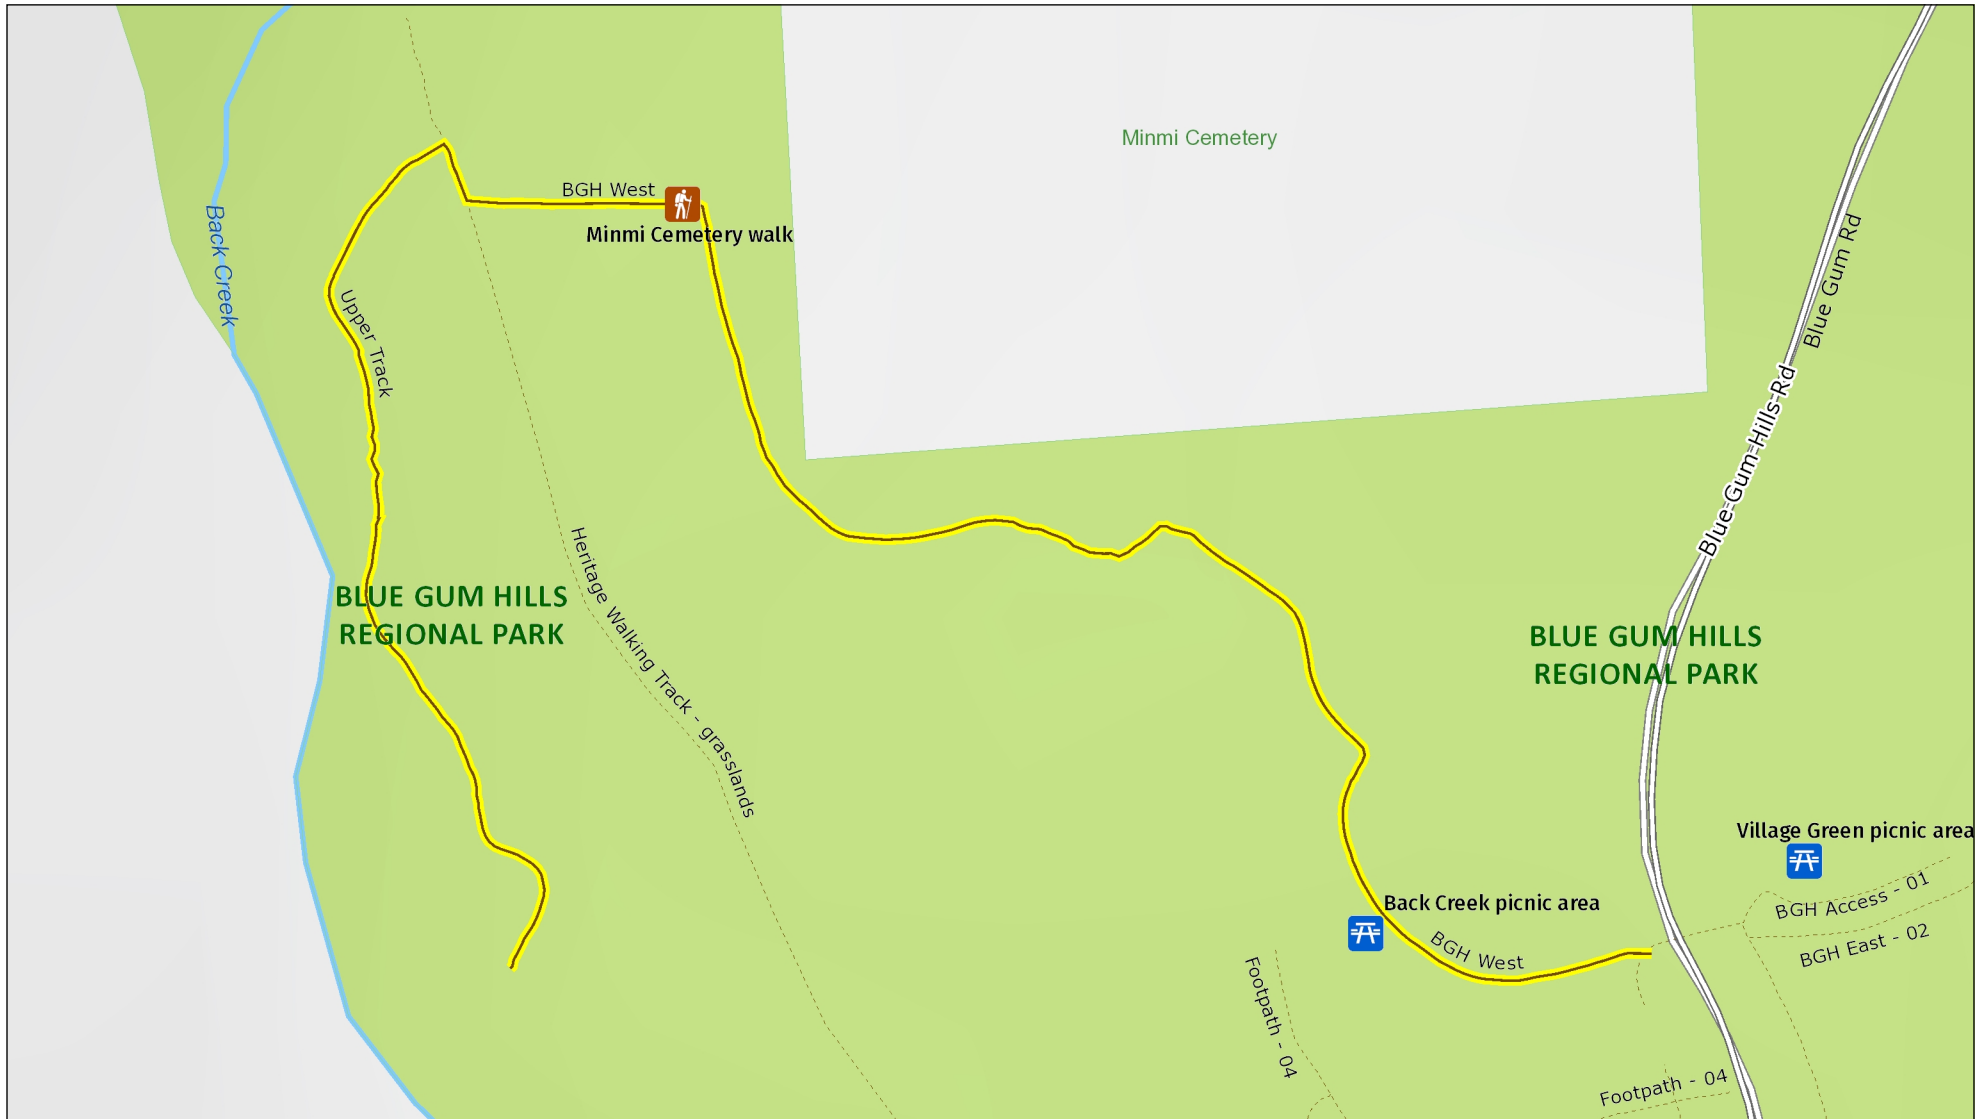 Minmi Cemetery
BGH West
Minmi Cemetery walk
Back Creek
Upper Track
Blue Gum Rd
Blue-Gum-Hills-Rd
Heritage Walking Track - grasslands
BLUE GUM HILLS
REGIONAL PARK
BLUE GUM HILLS
REGIONAL PARK
Village Green picnic area
Back Creek picnic area
BGH Access - 01
BGH West
BGH East - 02
Footpath - 04
Footpath - 04